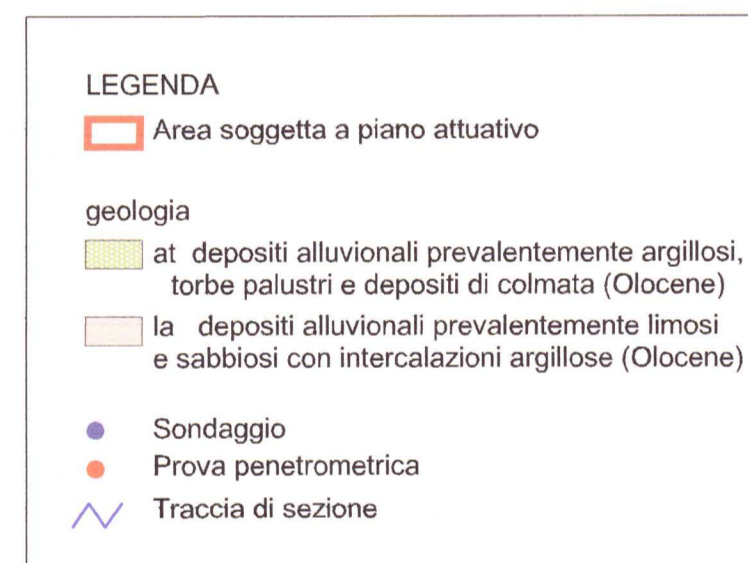 LEGENDA
Area soggetta a piano attuativo
geologia
at depositi alluvionali prevalentemente argillosi,
torbe palustri e depositi di colmata (Olocene)
la depositi alluvionali prevalentemente limosi
e sabbiosi con intercalazioni argillose (Olocene)
Sondaggio
Prova penetrometrica
Traccia di sezione